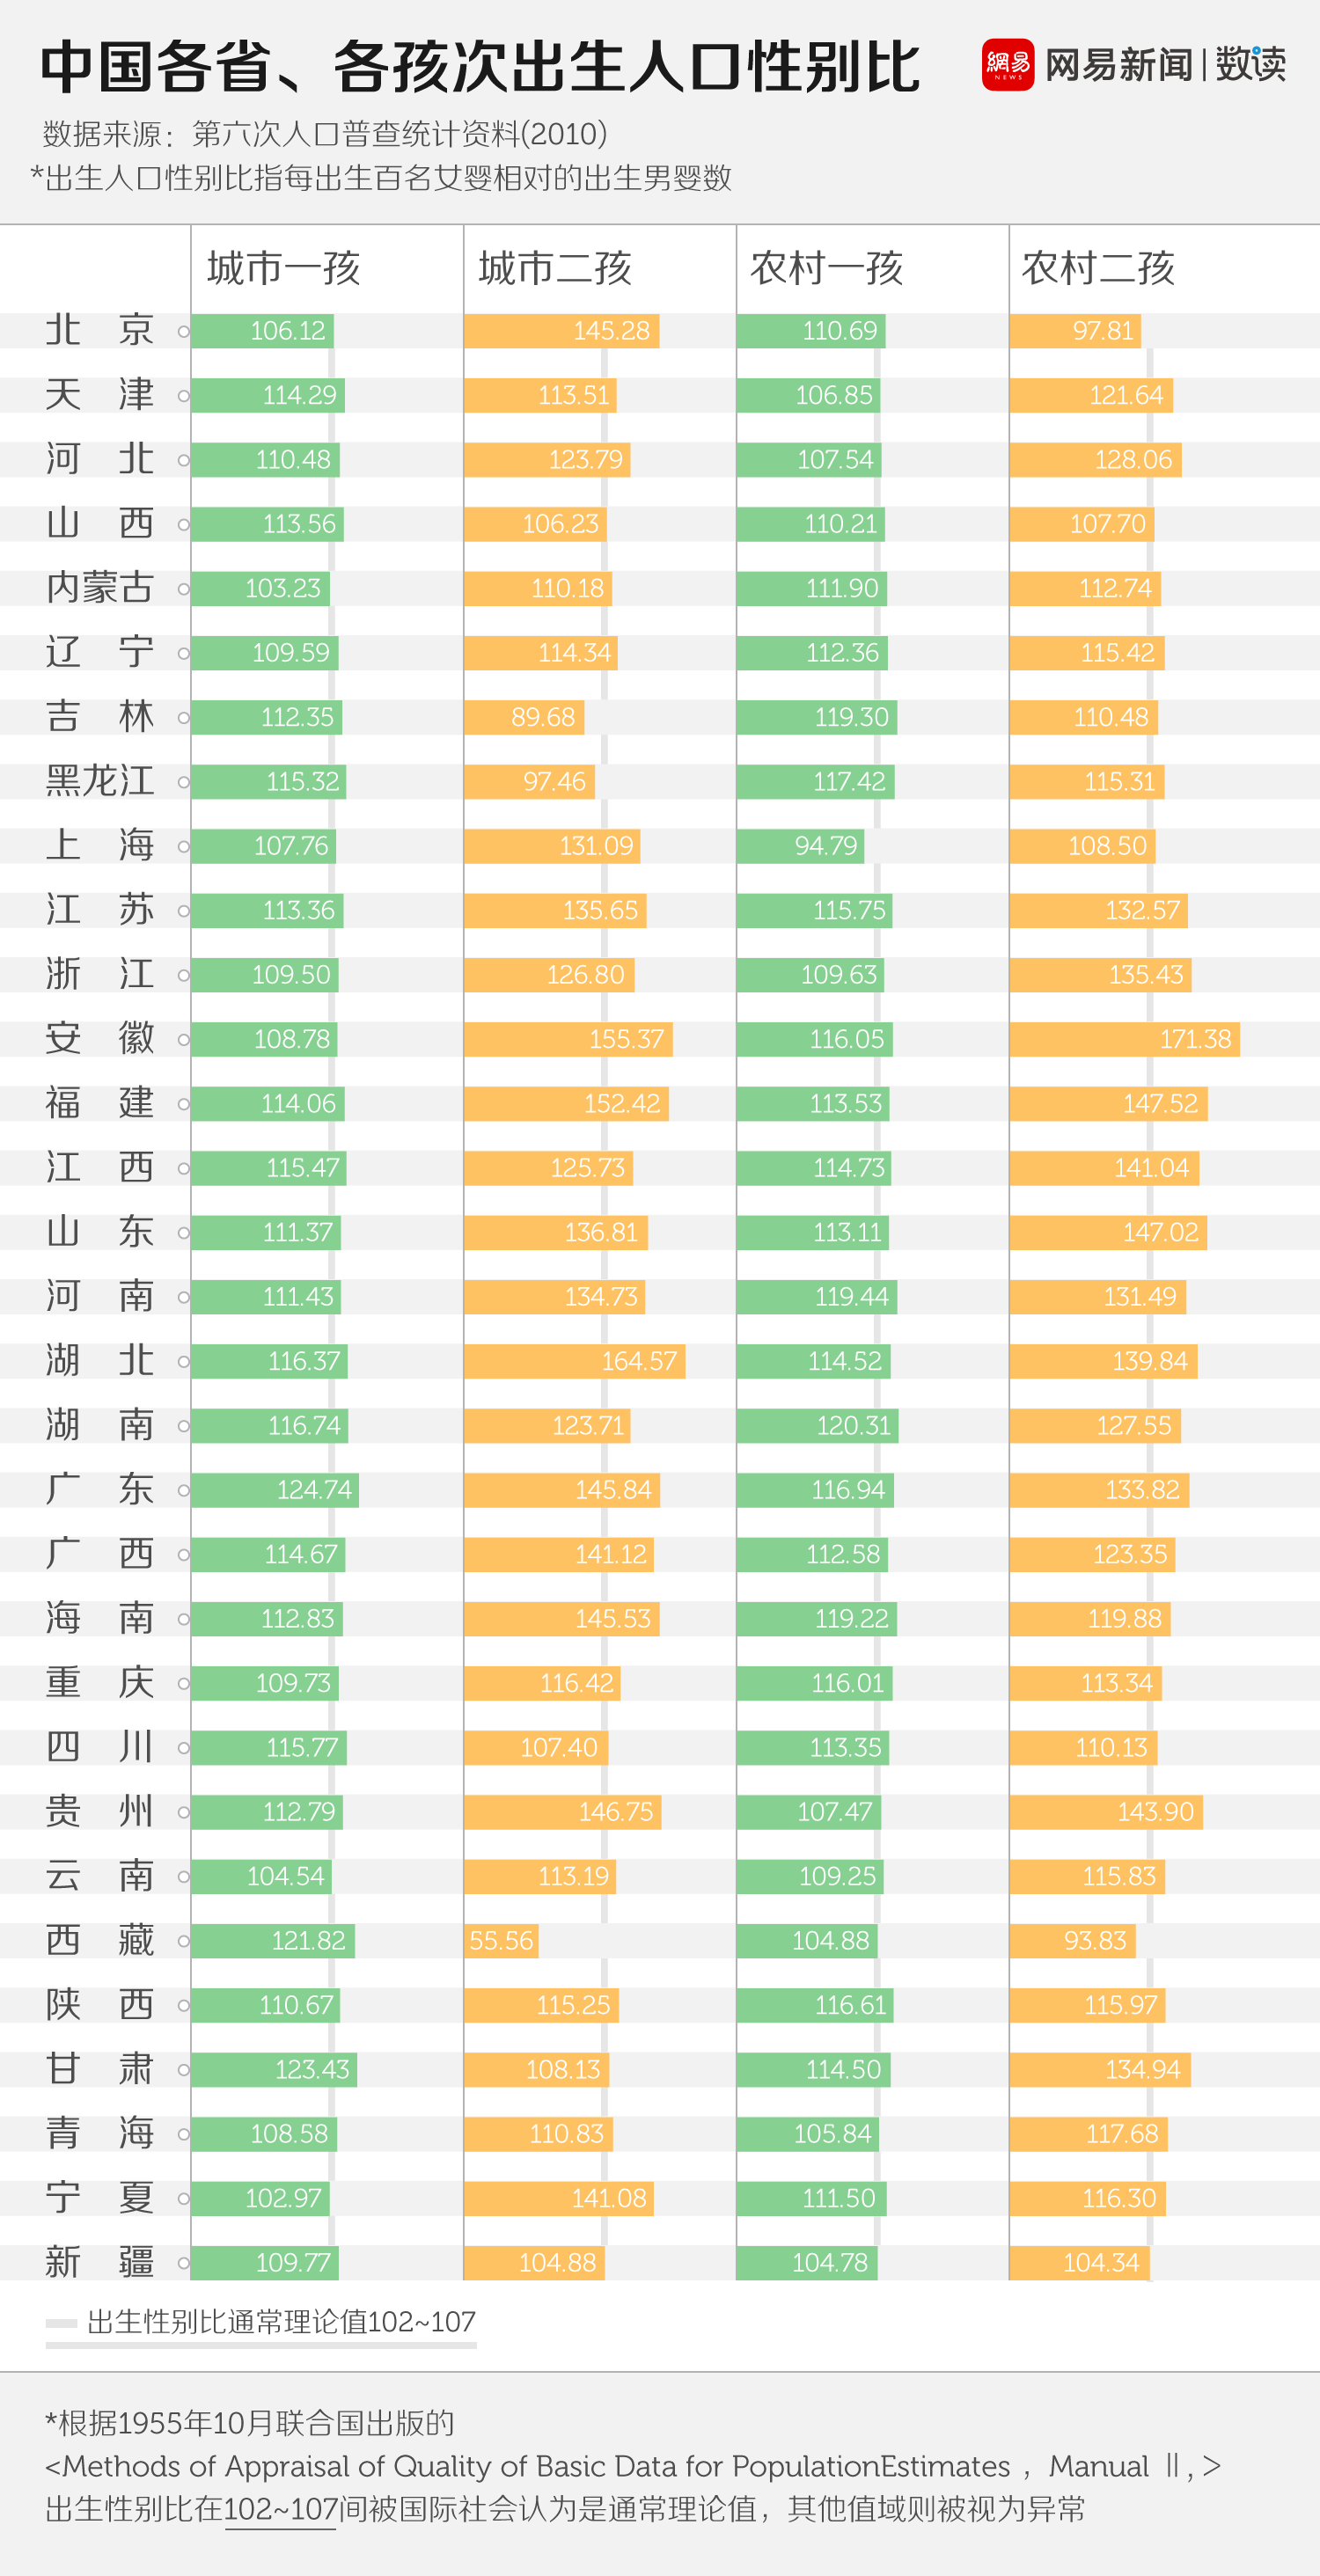 中国各省、各孩次出生人口性别比
網易 NEWS 网易新闻 | 数读
数据来源：第六次人口普查统计资料(2010)
*出生人口性别比指每出生百名女婴相对的出生男婴数
城市一孩 城市二孩 农村一孩 农村二孩
北京 106.12 145.28 110.69 97.81
天津 114.29 113.51 106.85 121.64
河北 110.48 123.79 107.54 128.06
山西 113.56 106.23 110.21 107.70
内蒙古 103.23 110.18 111.90 112.74
辽宁 109.59 114.34 112.36 115.42
吉林 112.35 89.68 119.30 110.48
黑龙江 115.32 97.46 117.42 115.31
上海 107.76 131.09 94.79 108.50
江苏 113.36 135.65 115.75 132.57
浙江 109.50 126.80 109.63 135.43
安徽 108.78 155.37 116.05 171.38
福建 114.06 152.42 113.53 147.52
江西 115.47 125.73 114.73 141.04
山东 111.37 136.81 113.11 147.02
河南 111.43 134.73 119.44 131.49
湖北 116.37 164.57 114.52 139.84
湖南 116.74 123.71 120.31 127.55
广东 124.74 145.84 116.94 133.82
广西 114.67 141.12 112.58 123.35
海南 112.83 145.53 119.22 119.88
重庆 109.73 116.42 116.01 113.34
四川 115.77 107.40 113.35 110.13
贵州 112.79 146.75 107.47 143.90
云南 104.54 113.19 109.25 115.83
西藏 121.82 55.56 104.88 93.83
陕西 110.67 115.25 116.61 115.97
甘肃 123.43 108.13 114.50 134.94
青海 108.58 110.83 105.84 117.68
宁夏 102.97 141.08 111.50 116.30
新疆 109.77 104.88 104.78 104.34
出生性别比通常理论值102~107
*根据1955年10月联合国出版的
<Methods of Appraisal of Quality of Basic Data for PopulationEstimates ，Manual Ⅱ, >
出生性别比在102~107间被国际社会认为是通常理论值，其他值域则被视为异常